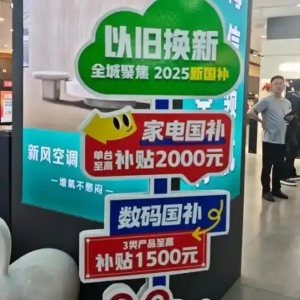 以旧换新
全城聚焦 2025新国补
家电国补
单台至高 补贴2000元
新风空调
增氧不憋闷
数码国补
3类产品至高
补贴1500元